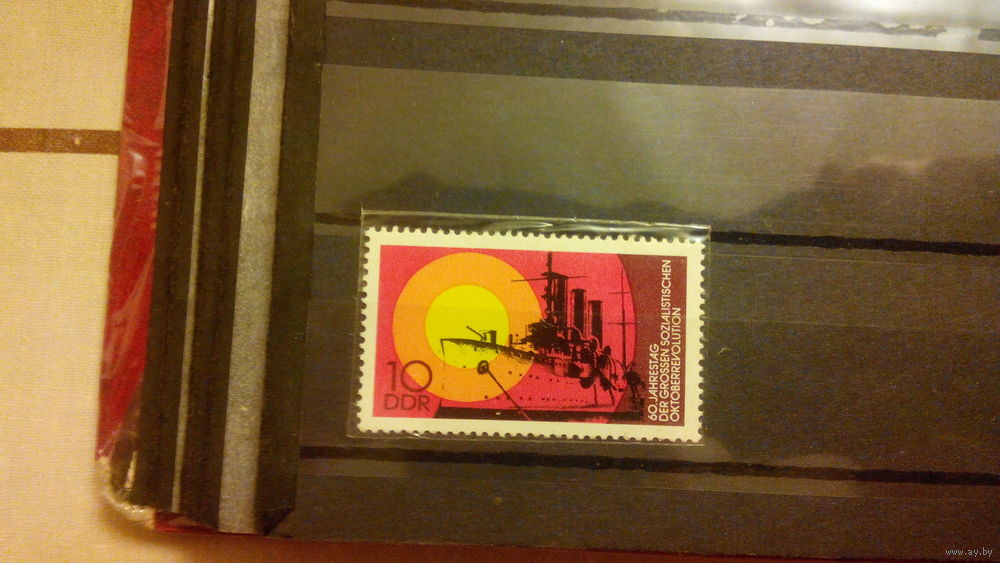 10
DDR
60. JAHRESTAG
DER GROSSEN SOZIALISTISCHEN
OKTOBERREVOLUTION
www.ay.by